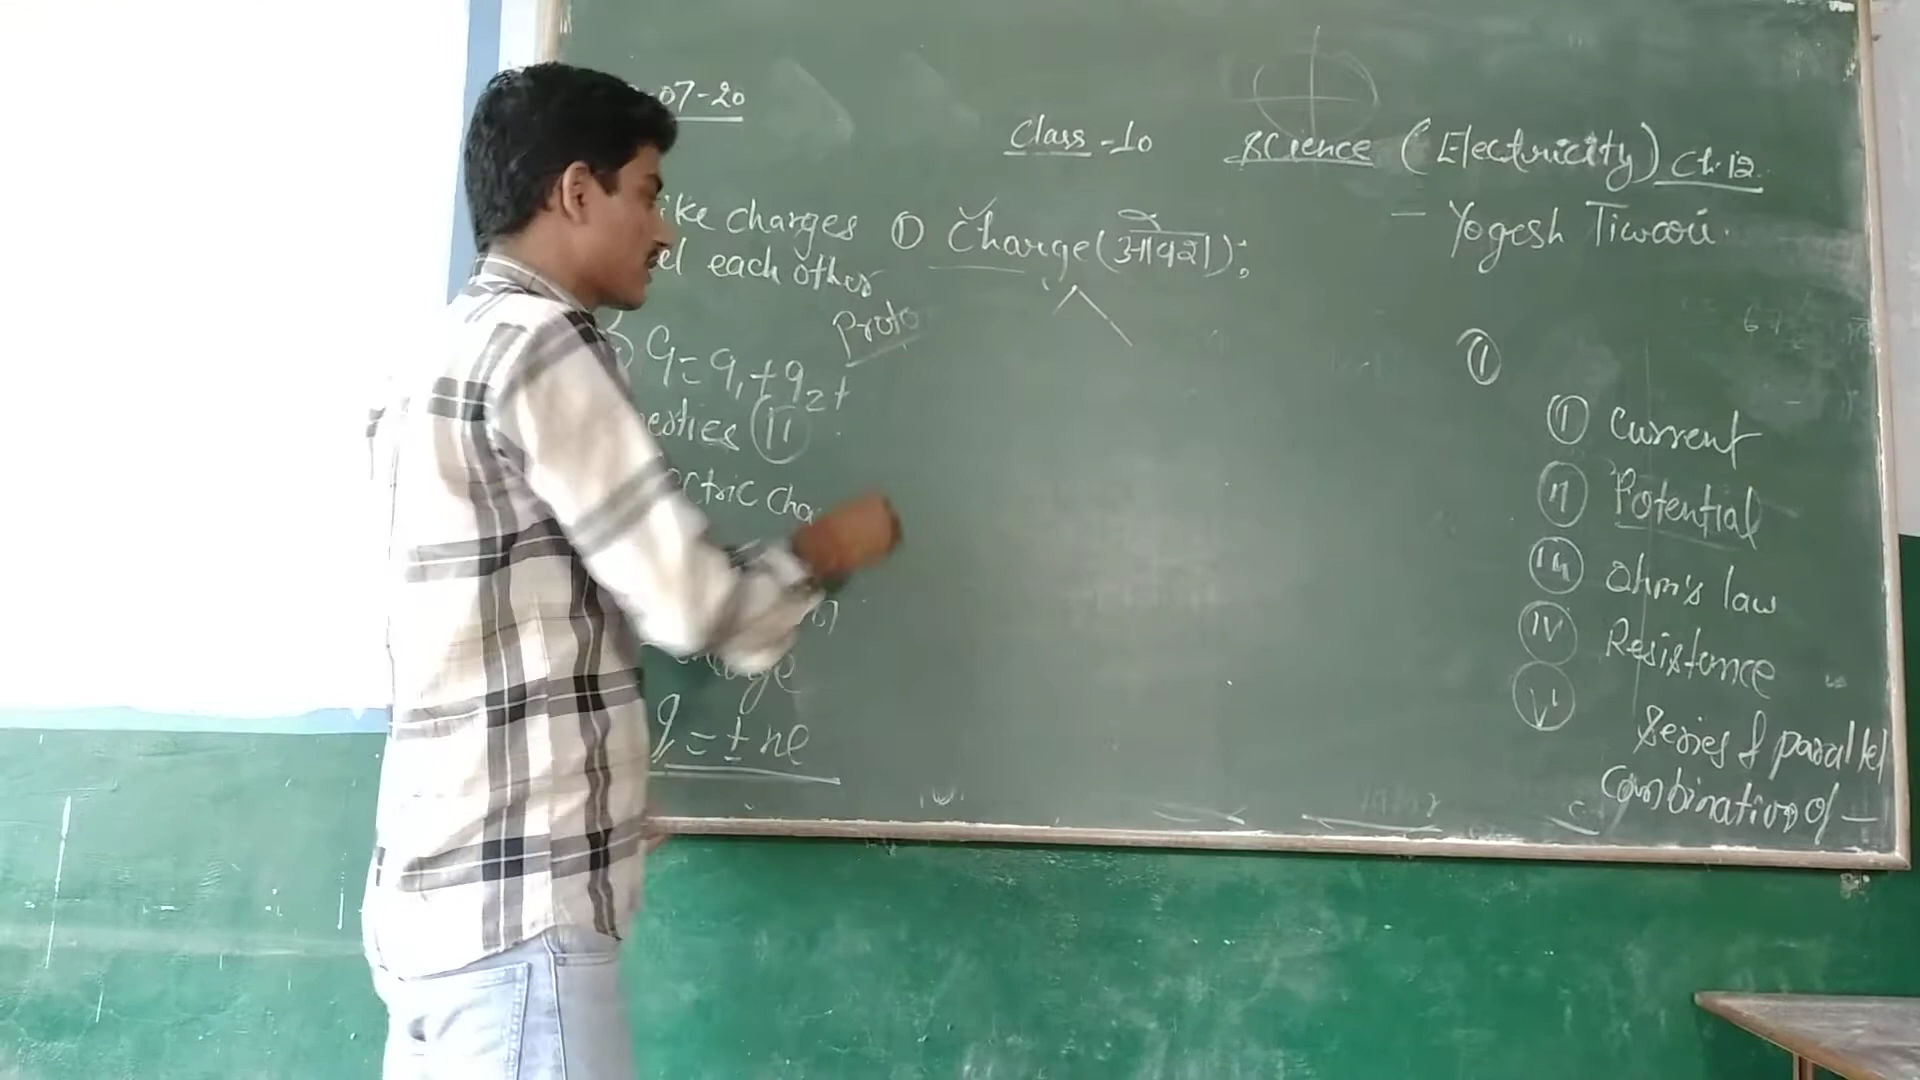 07-20
Class-10 Science (Electricity) Ch.12
- Yogesh Tiwari.
ike charges
el each other
① Charge (आवेश):
Proto
q=q1+q2+
erties (II)
ectric cha
q=±ne
①
① Current
(II) Potential
(III) Ohm's law
(IV) Resistance
(V) Series & parallel
combination of —